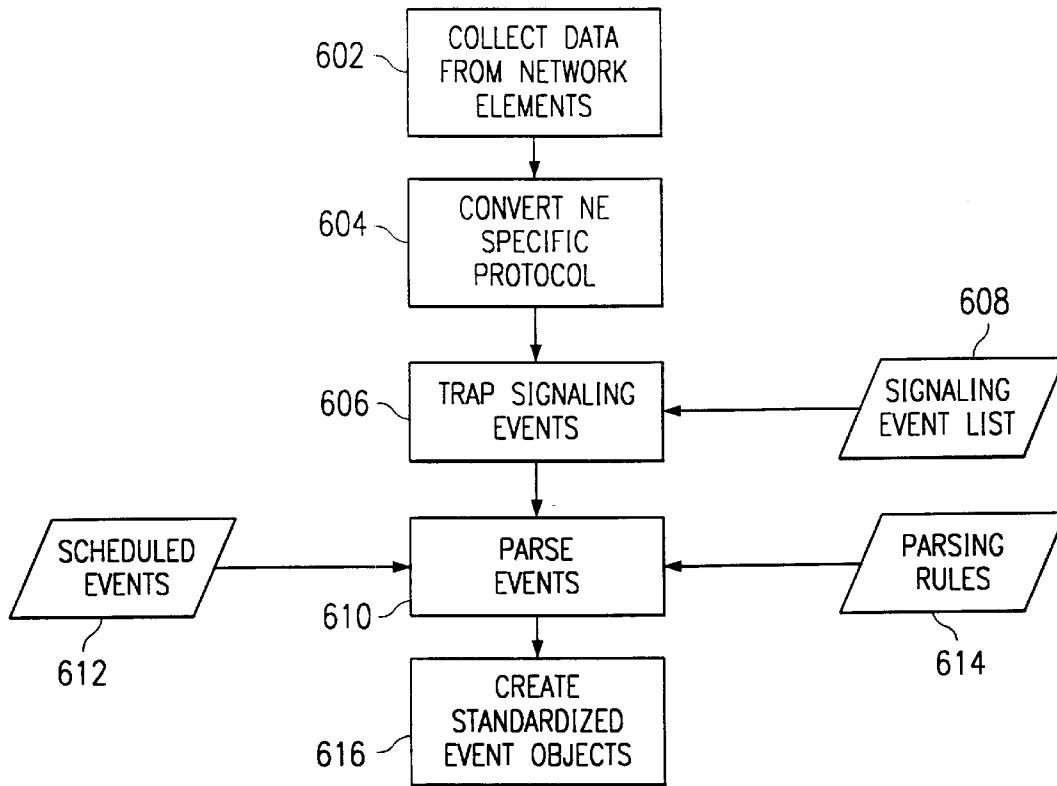 602
COLLECT DATA
FROM NETWORK
ELEMENTS
604
CONVERT NE
SPECIFIC
PROTOCOL
606
TRAP SIGNALING
EVENTS
608
SIGNALING
EVENT LIST
SCHEDULED
EVENTS
612
PARSE
EVENTS
610
PARSING
RULES
614
CREATE
STANDARDIZED
EVENT OBJECTS
616